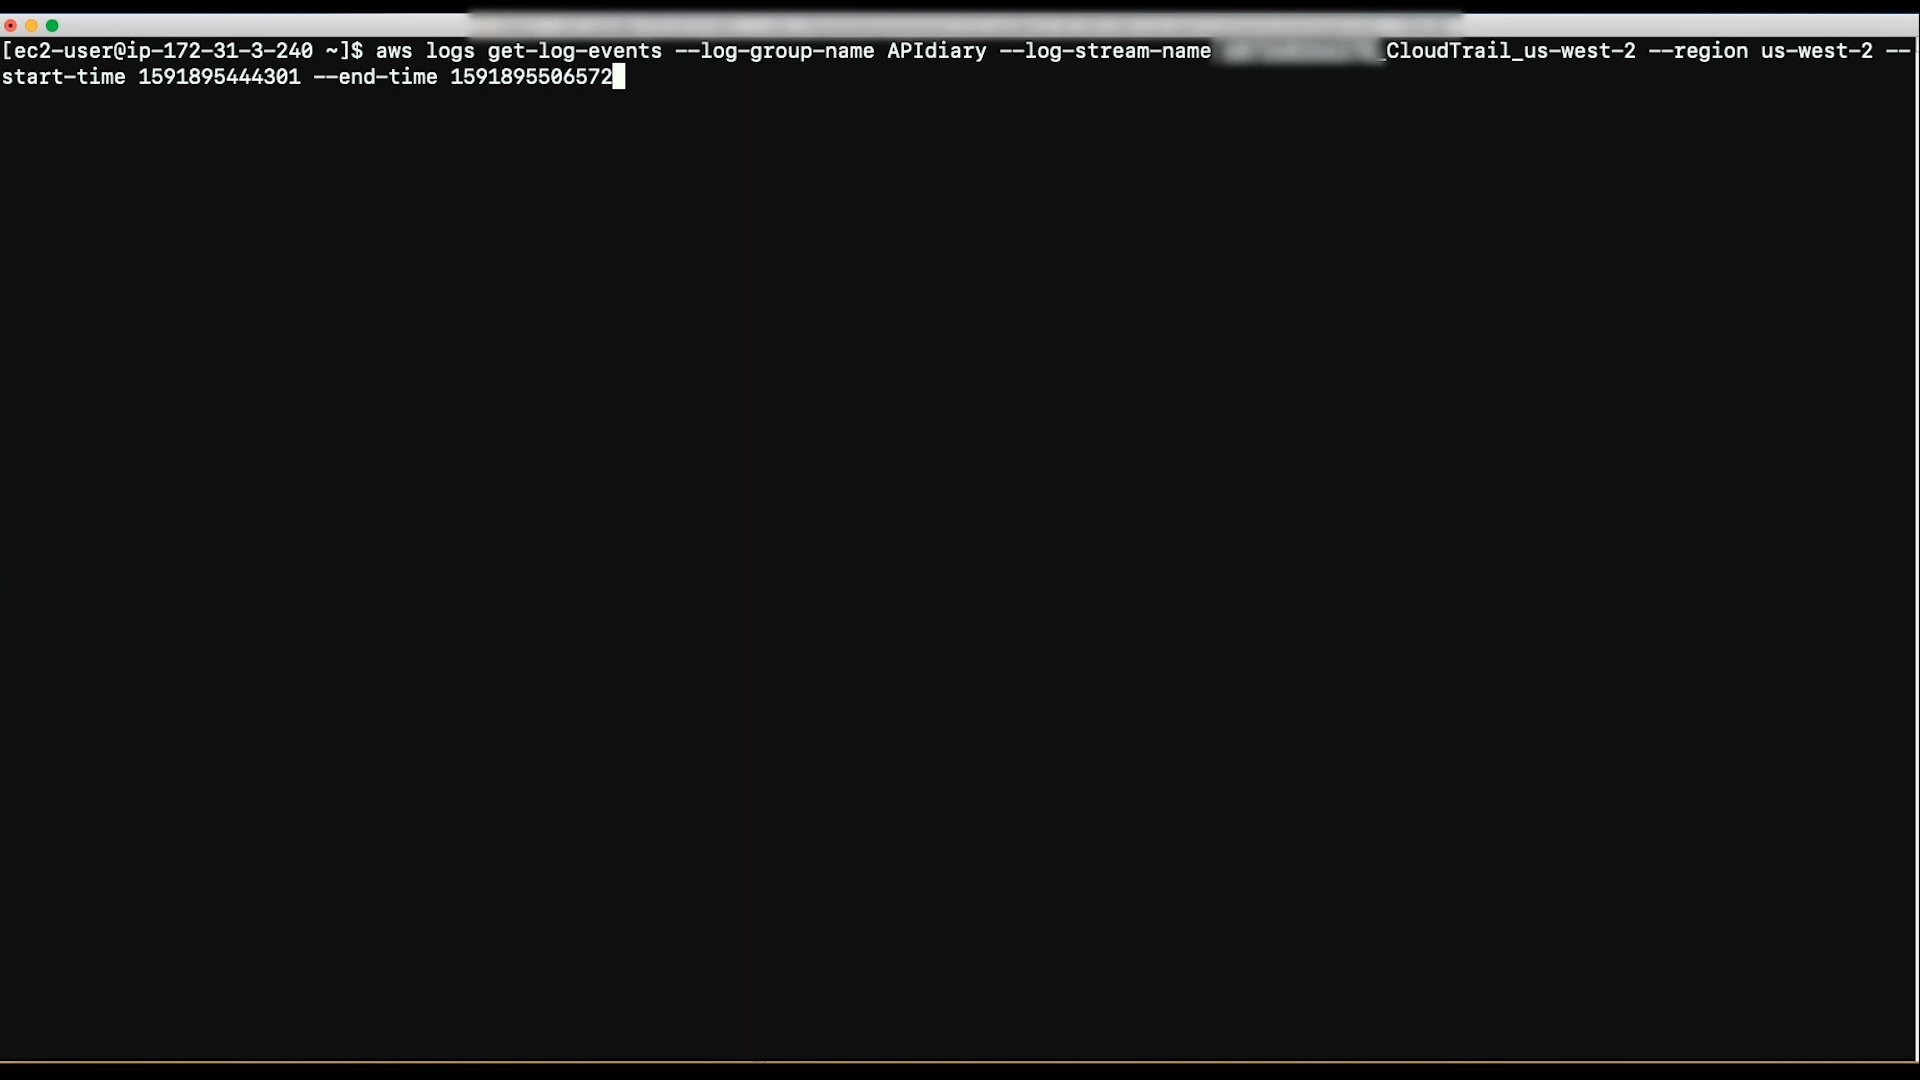 [ec2-user@ip-172-31-3-240 ~]$ aws logs get-log-events --log-group-name APIdiary --log-stream-name _CloudTrail_us-west-2 --region us-west-2 --
start-time 1591895444301 --end-time 1591895506572